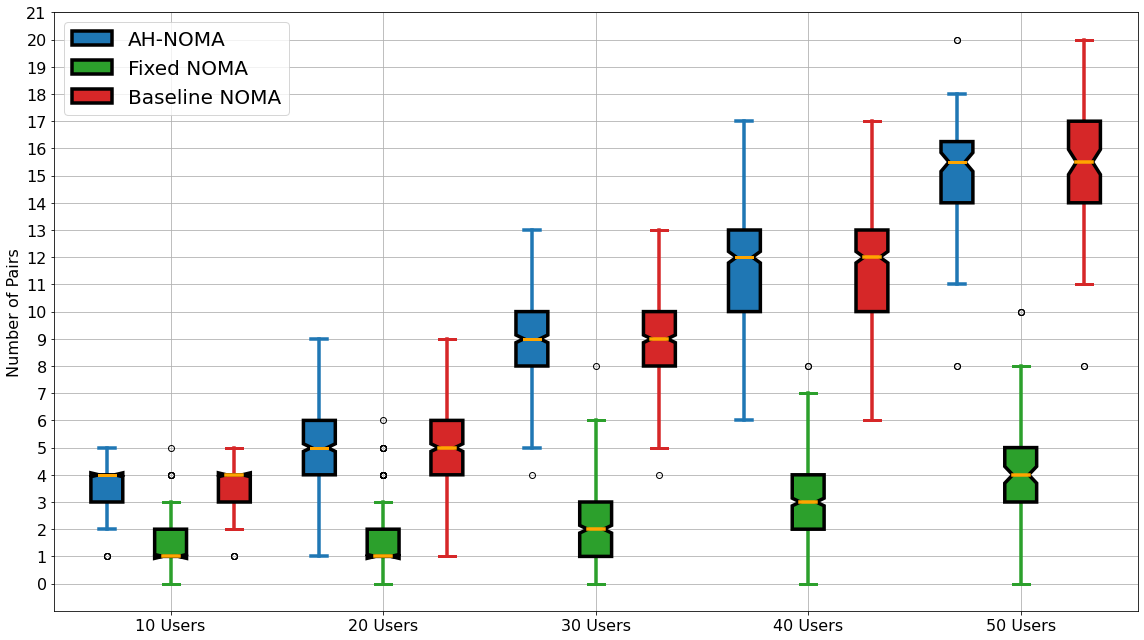 21
20
19
18
17
16
15
14
13
12
11
10
9
8
7
6
5
4
3
2
1
0
Number of Pairs
AH-NOMA
Fixed NOMA
Baseline NOMA
10 Users
20 Users
30 Users
40 Users
50 Users